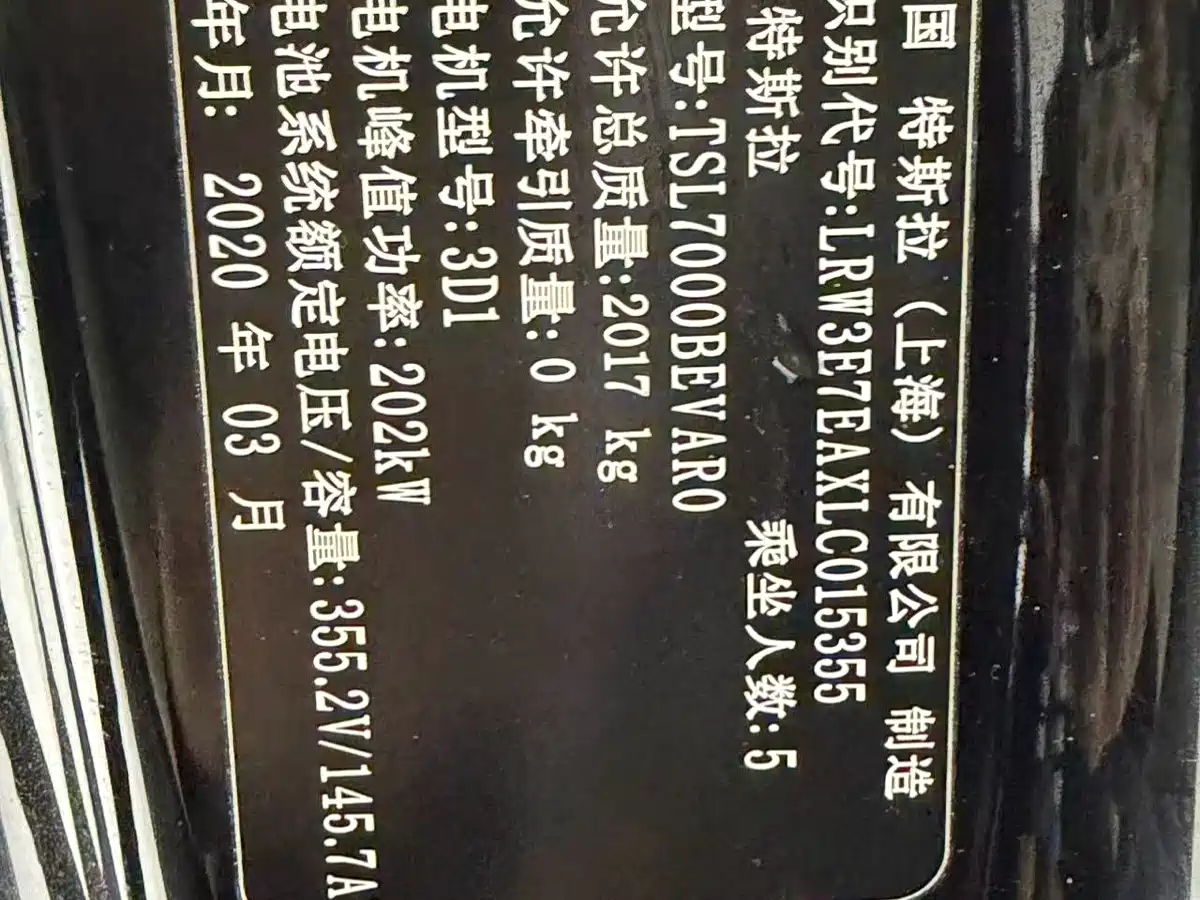 国 特斯拉（上海）有限公司 制造
识别代号:LRW3E7EAXLC015355
特斯拉 乘坐人数:5
型号:TSL7000BEVAR0
允许总质量:2017 kg
允许牵引质量:0 kg
电机型号:3D1
电机峰值功率:202kW
电池系统额定电压/容量:355.2V/145.7A
年月: 2020 年 03 月